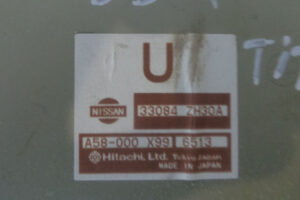 U
NISSAN
33084 ZH30A
A58-000 X99 6513
Hitachi, Ltd. Tokyo Japan
MADE IN JAPAN